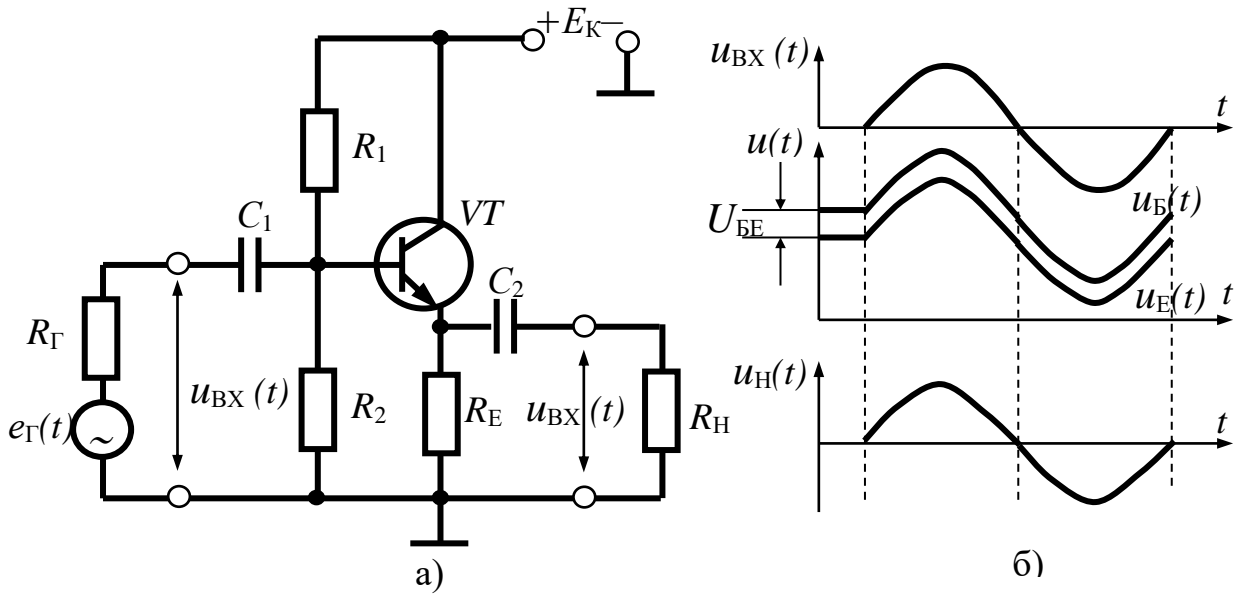 +EК–
R1
C1
VT
C2
RГ
eГ(t)
~
uВХ (t)
R2
RЕ
uВХ (t)
RН
а)
uВХ (t)
t
u(t)
UБЕ
uБ(t)
uЕ(t)
t
uН(t)
t
б)